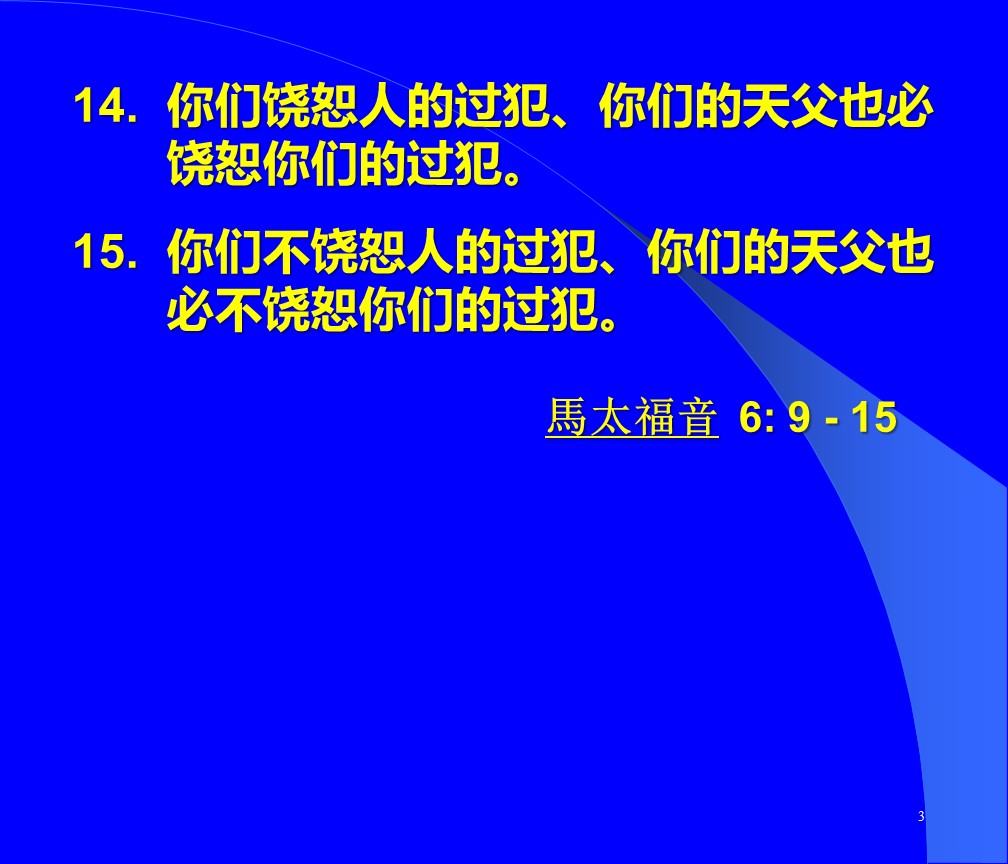 14. 你们饶恕人的过犯、你们的天父也必
饶恕你们的过犯。
15. 你们不饶恕人的过犯、你们的天父也
必不饶恕你们的过犯。
馬太福音 6: 9 - 15
3